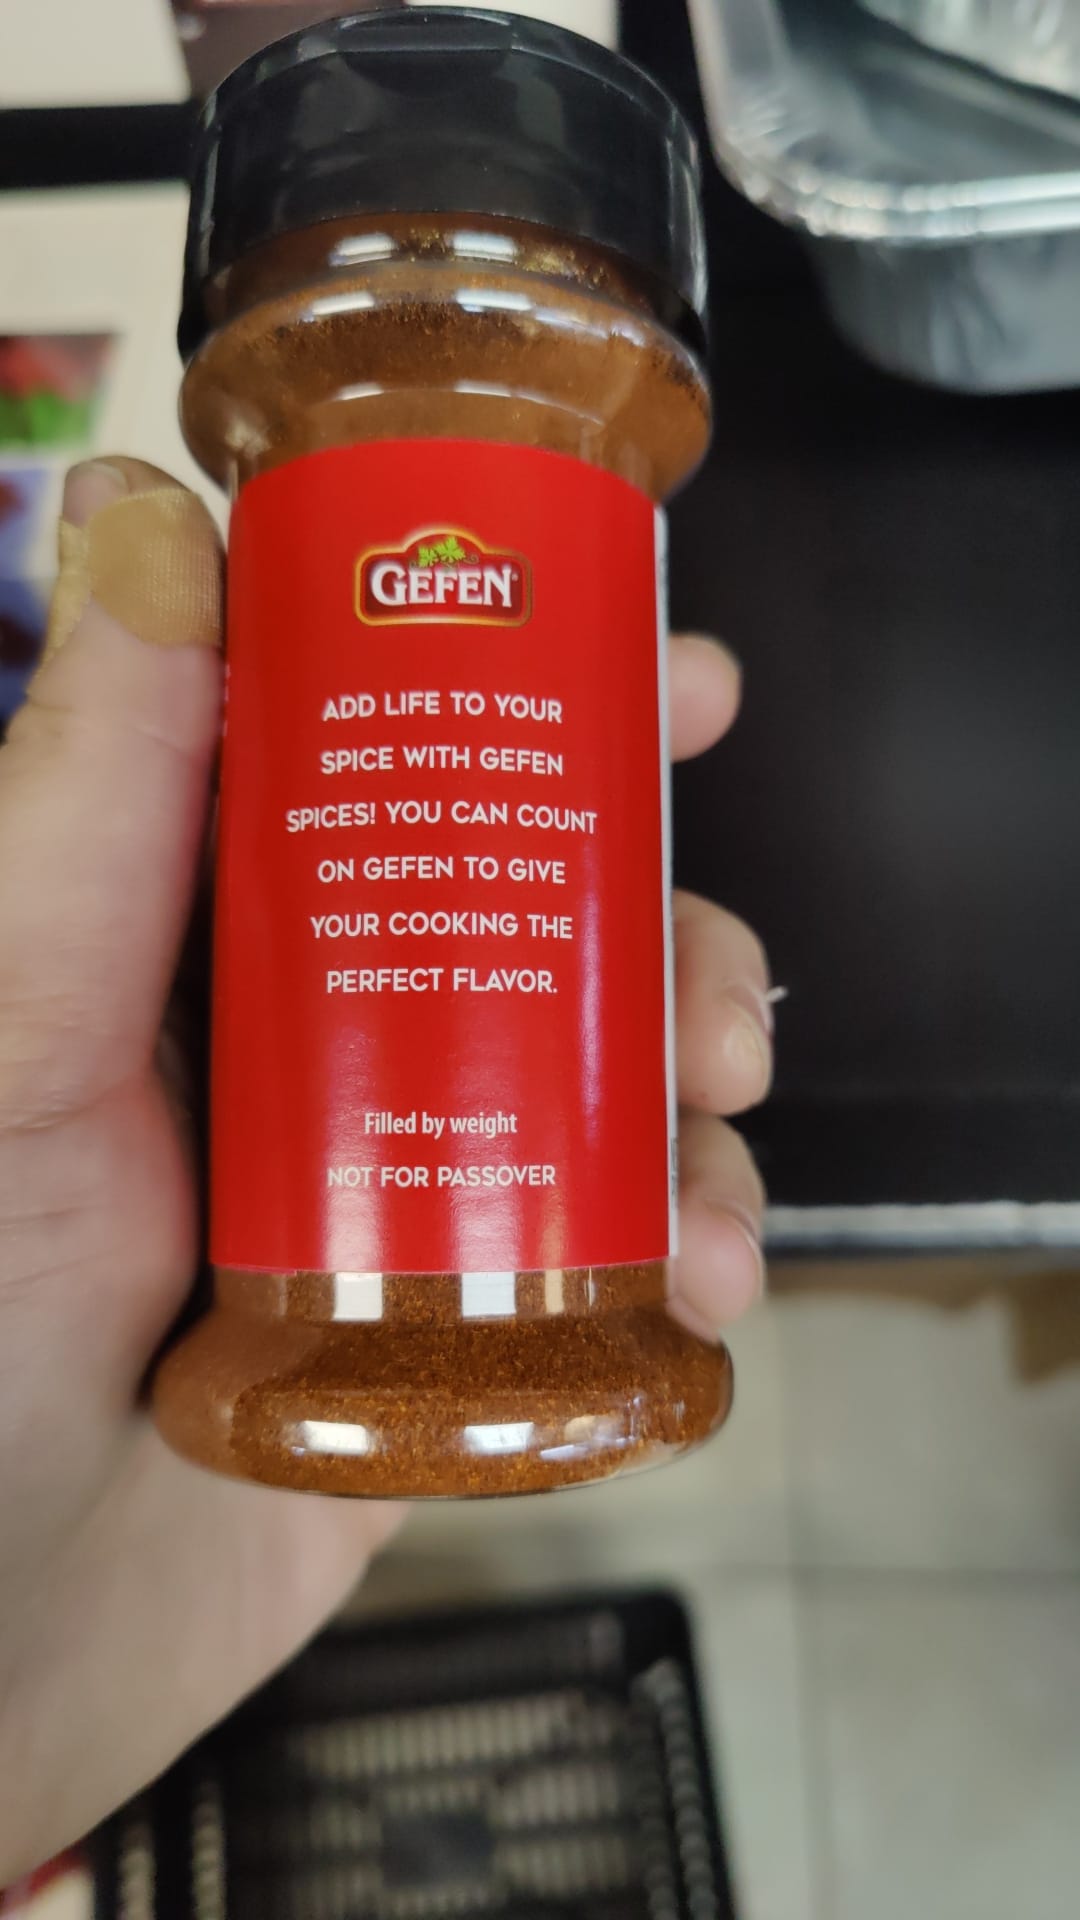 GEFEN
ADD LIFE TO YOUR
SPICE WITH GEFEN
SPICES! YOU CAN COUNT
ON GEFEN TO GIVE
YOUR COOKING THE
PERFECT FLAVOR.
Filled by weight
NOT FOR PASSOVER